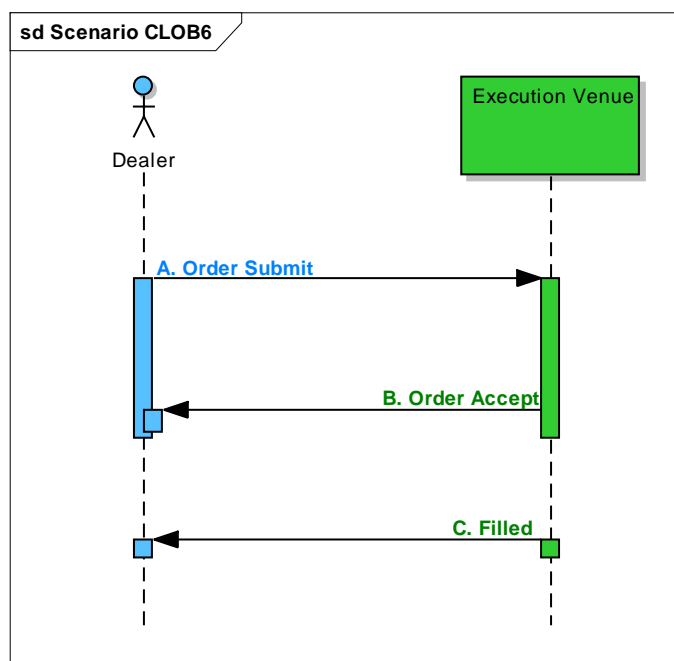 sd Scenario CLOB6
Execution Venue
Dealer
A. Order Submit
B. Order Accept
C. Filled